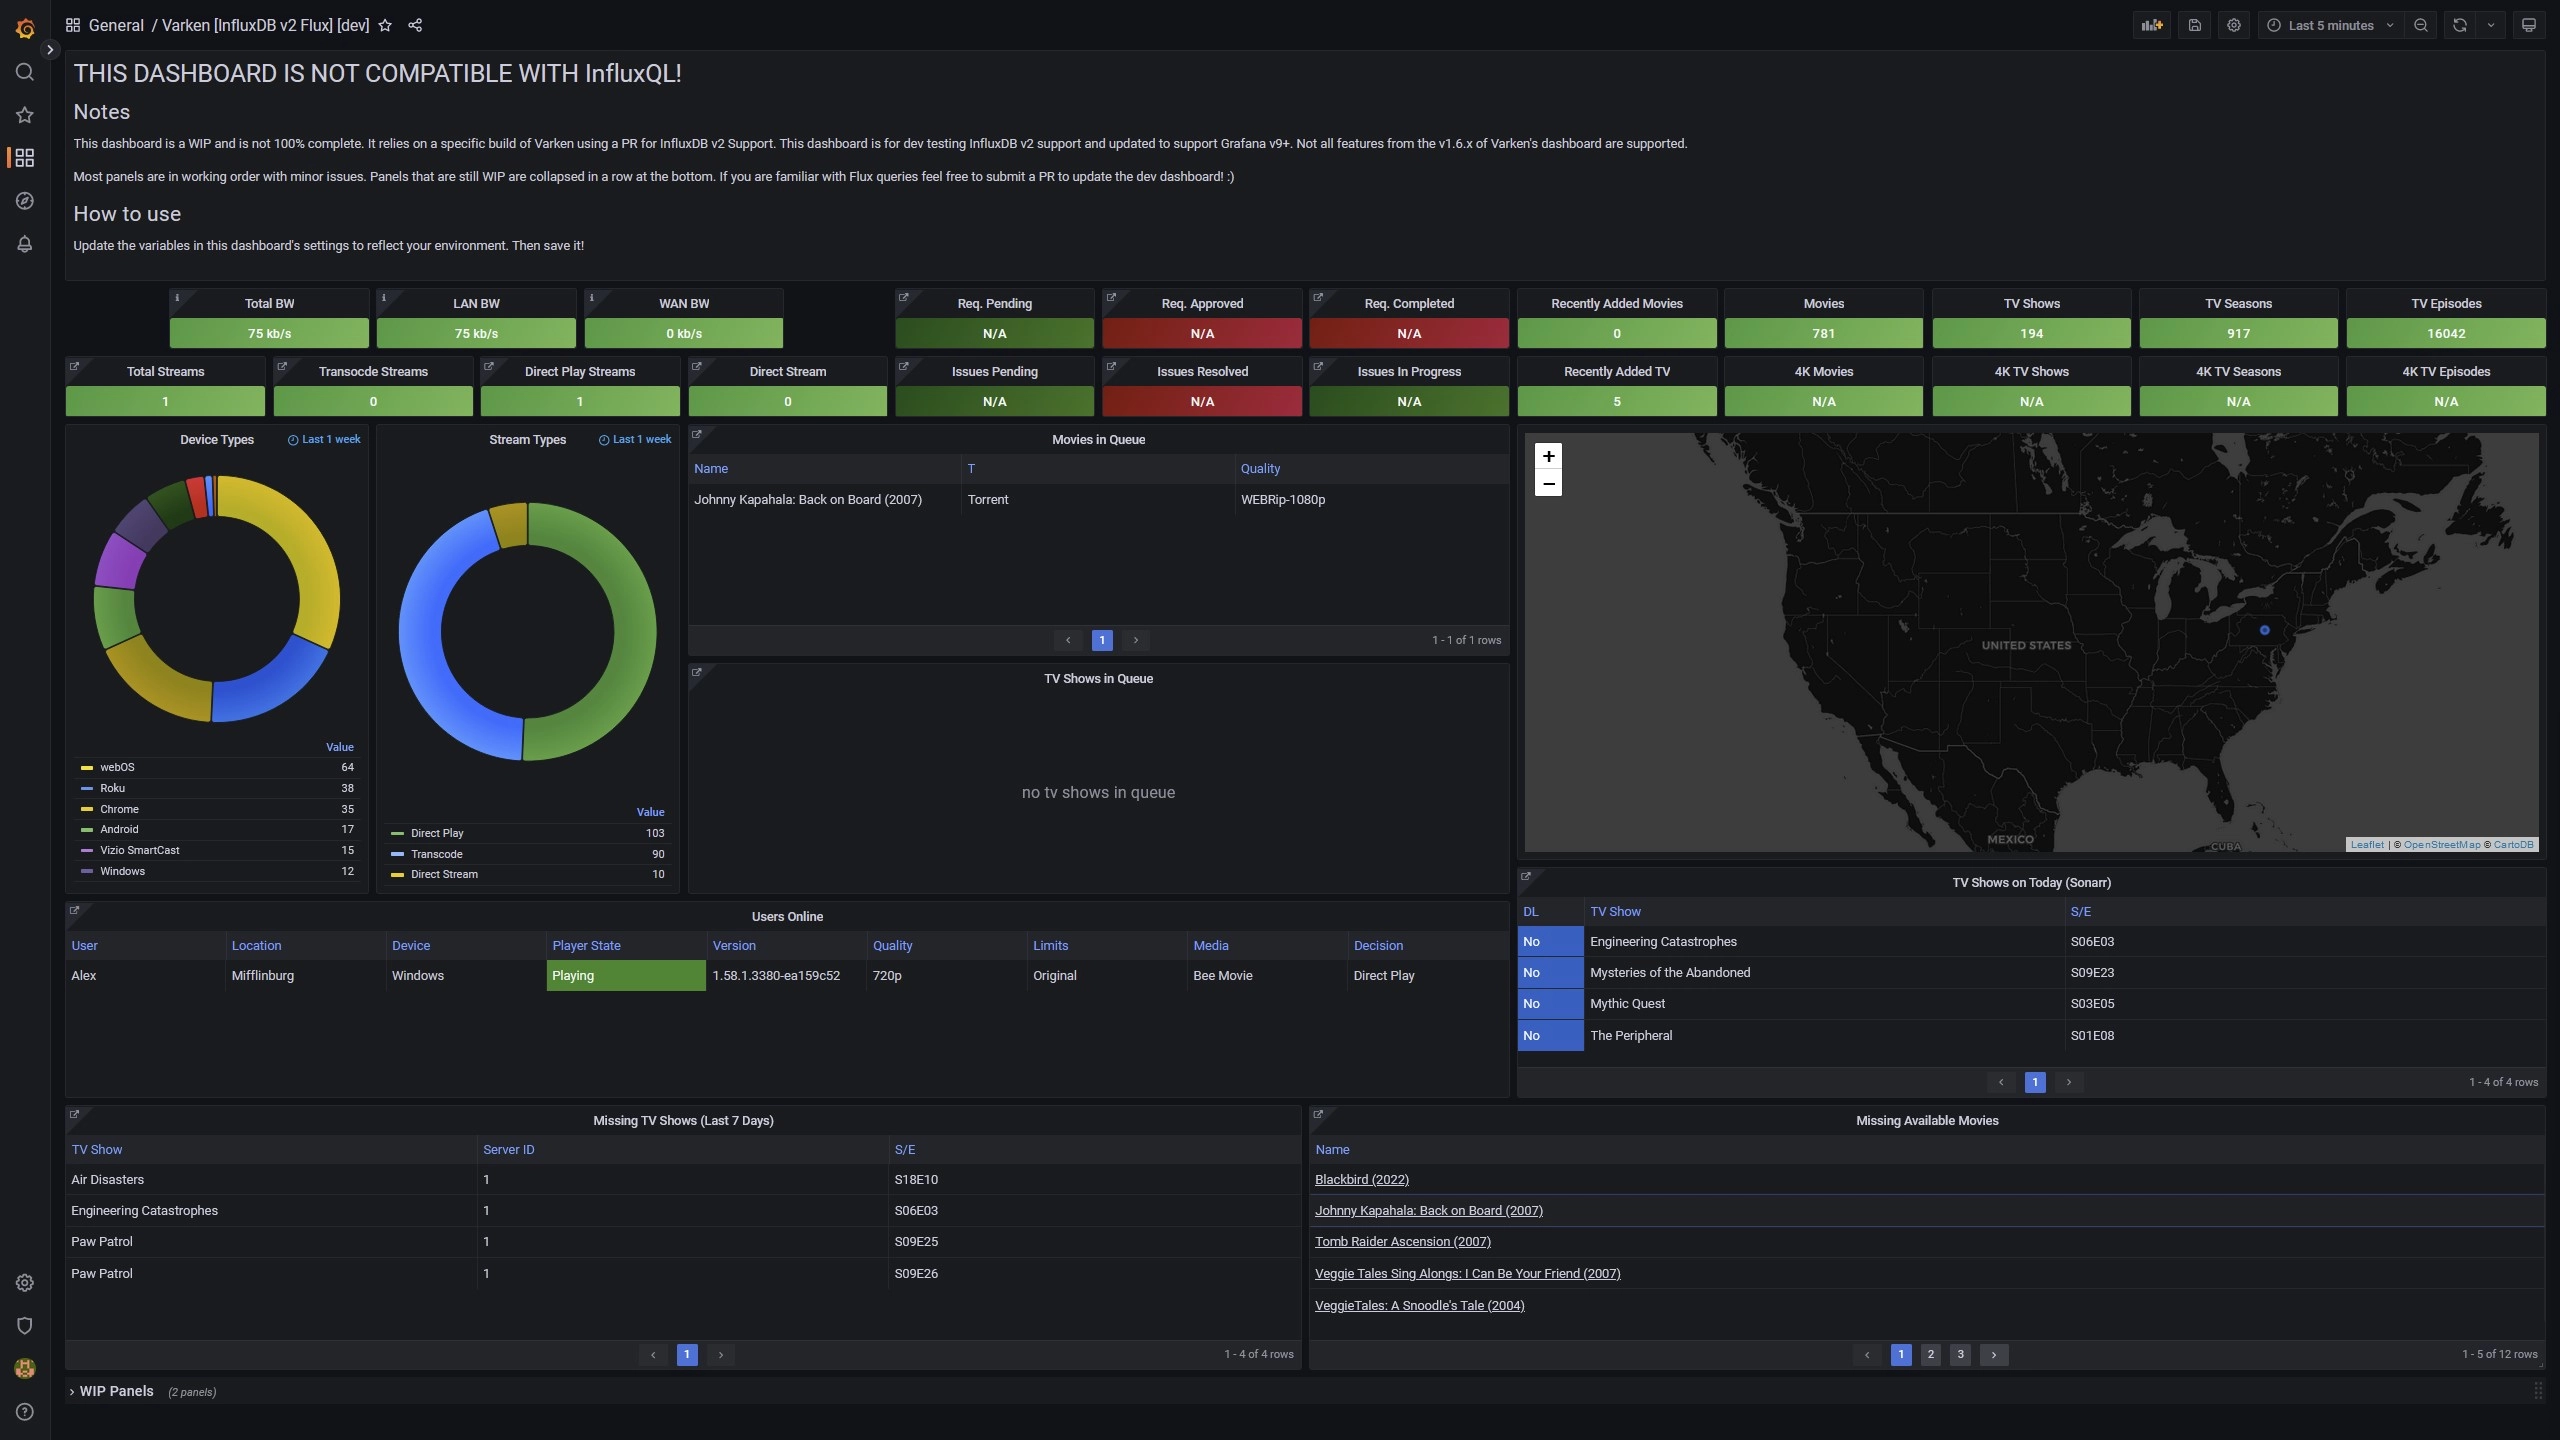 General / Varken [InfluxDB v2 Flux] [dev]
Last 5 minutes
THIS DASHBOARD IS NOT COMPATIBLE WITH InfluxQL!
Notes
This dashboard is a WIP and is not 100% complete. It relies on a specific build of Varken using a PR for InfluxDB v2 Support. This dashboard is for dev testing InfluxDB v2 support and updated to support Grafana v9+. Not all features from the v1.6.x of Varken's dashboard are supported.
Most panels are in working order with minor issues. Panels that are still WIP are collapsed in a row at the bottom. If you are familiar with Flux queries feel free to submit a PR to update the dev dashboard! :)
How to use
Update the variables in this dashboard's settings to reflect your environment. Then save it!
Total BW LAN BW WAN BW Req. Pending Req. Approved Req. Completed Recently Added Movies Movies TV Shows TV Seasons TV Episodes
75 kb/s 75 kb/s 0 kb/s N/A N/A N/A 0 781 194 917 16042
Total Streams Transocde Streams Direct Play Streams Direct Stream Issues Pending Issues Resolved Issues In Progress Recently Added TV 4K Movies 4K TV Shows 4K TV Seasons 4K TV Episodes
1 0 1 0 N/A N/A N/A 5 N/A N/A N/A N/A
Device Types Last 1 week
Value
webOS 64
Roku 38
Chrome 35
Android 17
Vizio SmartCast 15
Windows 12
Stream Types Last 1 week
Value
Direct Play 103
Transcode 90
Direct Stream 10
Movies in Queue
Name T Quality
Johnny Kapahala: Back on Board (2007) Torrent WEBRip-1080p
1
1 - 1 of 1 rows
TV Shows in Queue
no tv shows in queue
+
−
UNITED STATES
MEXICO
CUBA
Leaflet | © OpenStreetMap © CartoDB
Users Online
User Location Device Player State Version Quality Limits Media Decision
Alex Mifflinburg Windows Playing 1.58.1.3380-ea159c52 720p Original Bee Movie Direct Play
TV Shows on Today (Sonarr)
DL TV Show S/E
No Engineering Catastrophes S06E03
No Mysteries of the Abandoned S09E23
No Mythic Quest S03E05
No The Peripheral S01E08
1
1 - 4 of 4 rows
Missing TV Shows (Last 7 Days)
TV Show Server ID S/E
Air Disasters 1 S18E10
Engineering Catastrophes 1 S06E03
Paw Patrol 1 S09E25
Paw Patrol 1 S09E26
1
1 - 4 of 4 rows
Missing Available Movies
Name
Blackbird (2022)
Johnny Kapahala: Back on Board (2007)
Tomb Raider Ascension (2007)
Veggie Tales Sing Alongs: I Can Be Your Friend (2007)
VeggieTales: A Snoodle's Tale (2004)
1 2 3
1 - 5 of 12 rows
WIP Panels (2 panels)